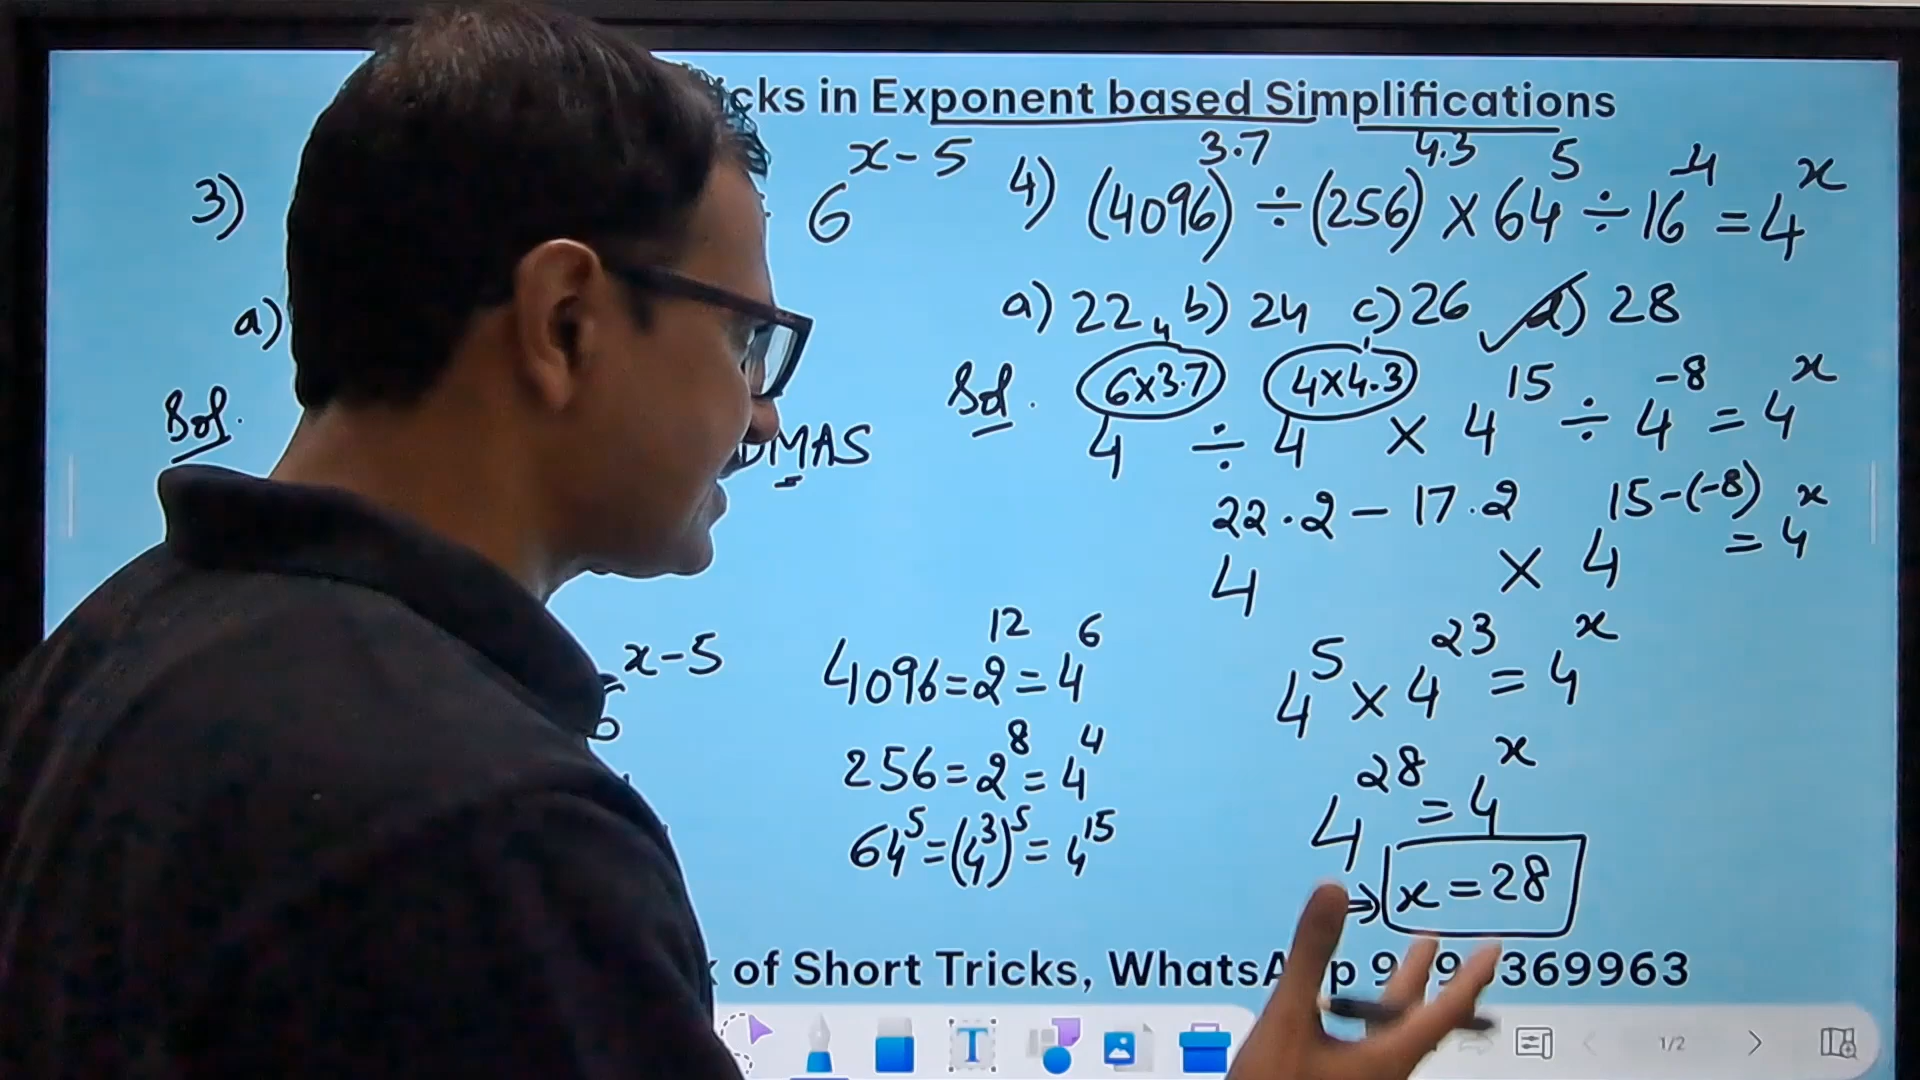 in Exponent based Simplifications
3)
6^(x-5)
4) (4096)^3.7 ÷ (256)^4.3 × 64^5 ÷ 16^-4 = 4^x
a)
a) 22, b) 24 c) 26 d) 28
Sol.
MAS
Sol. 4^(6×3.7) ÷ 4^(4×4.3) × 4^15 ÷ 4^-8 = 4^x
4^(22.2-17.2) × 4^(15-(-8)) = 4^x
x-5
4096=2^12=4^6
4^5 × 4^23 = 4^x
256=2^8=4^4
4^28 = 4^x
64^5=(4^3)^5=4^15
⇒ x=28
of Short Tricks,
T
1/2